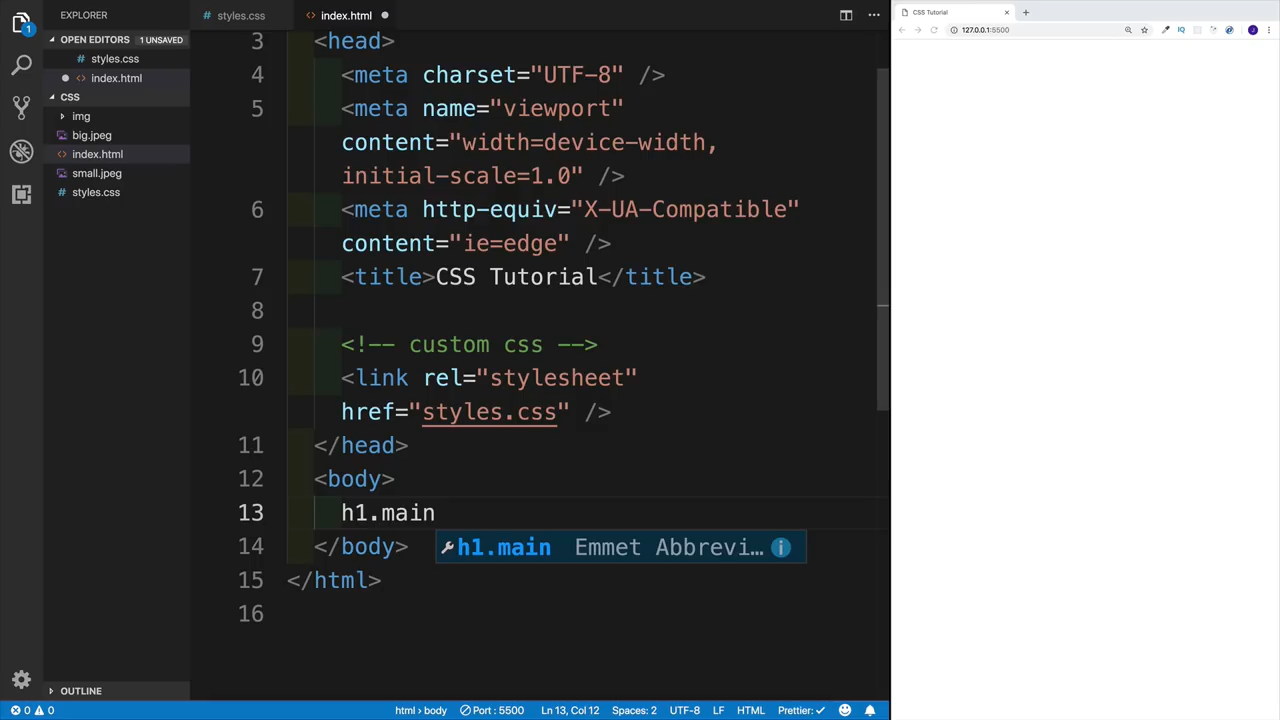 EXPLORER
OPEN EDITORS 1 UNSAVED
styles.css
index.html
CSS
img
big.jpeg
index.html
small.jpeg
styles.css
OUTLINE
1
styles.css
index.html
3 <head>
4 <meta charset="UTF-8" />
5 <meta name="viewport"
content="width=device-width,
initial-scale=1.0" />
6 <meta http-equiv="X-UA-Compatible"
content="ie=edge" />
7 <title>CSS Tutorial</title>
8
9 <!-- custom css -->
10 <link rel="stylesheet"
href="styles.css" />
11 </head>
12 <body>
13 h1.main
14 </body>
h1.main Emmet Abbrevi…
15 </html>
16
0 0
html › body
Port : 5500
Ln 13, Col 12
Spaces: 2
UTF-8
LF
HTML
Prettier: ✓
CSS Tutorial
127.0.0.1:5500
IQ
J